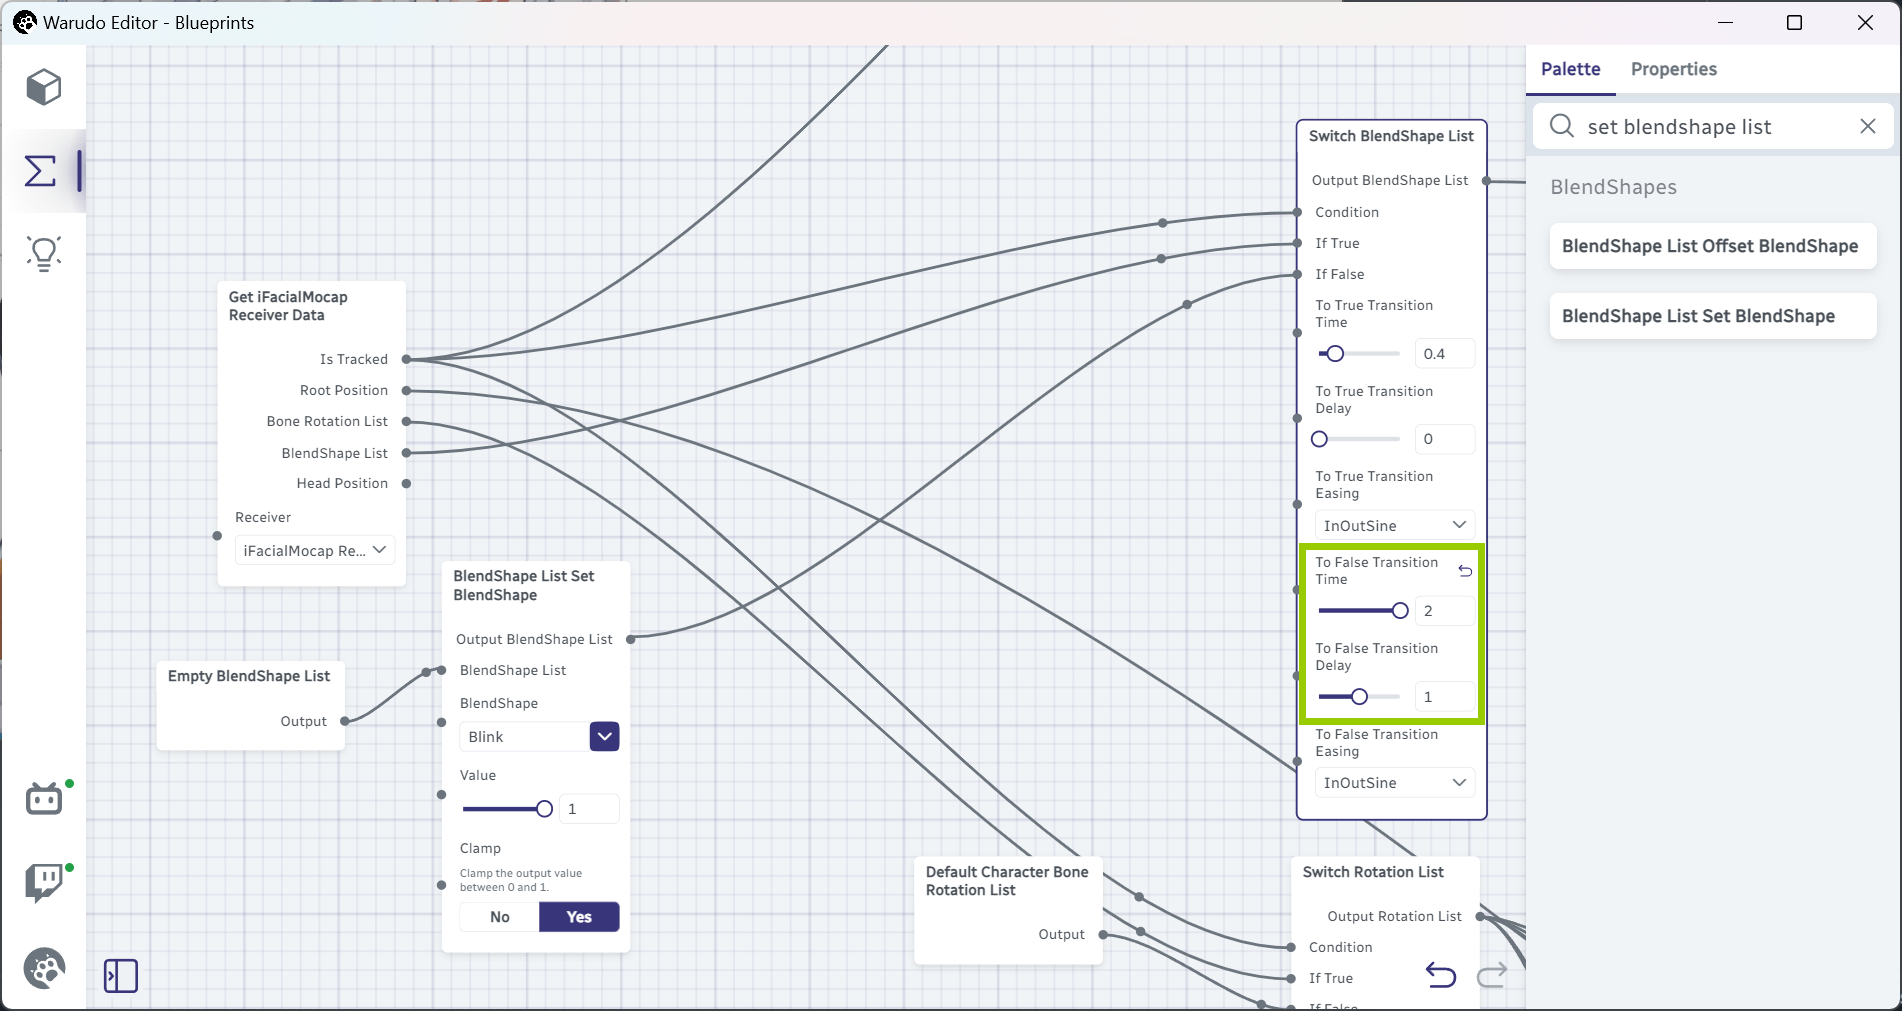 Warudo Editor - Blueprints
Palette
Properties
set blendshape list
BlendShapes
BlendShape List Offset BlendShape
BlendShape List Set BlendShape
Get iFacialMocap
Receiver Data
Is Tracked
Root Position
Bone Rotation List
BlendShape List
Head Position
Receiver
iFacialMocap Re...
Empty BlendShape List
Output
BlendShape List Set
BlendShape
Output BlendShape List
BlendShape List
BlendShape
Blink
Value
1
Clamp
Clamp the output value
between 0 and 1.
No
Yes
Default Character Bone
Rotation List
Output
Switch BlendShape List
Output BlendShape List
Condition
If True
If False
To True Transition
Time
0.4
To True Transition
Delay
0
To True Transition
Easing
InOutSine
To False Transition
Time
2
To False Transition
Delay
1
To False Transition
Easing
InOutSine
Switch Rotation List
Output Rotation List
Condition
If True
If False